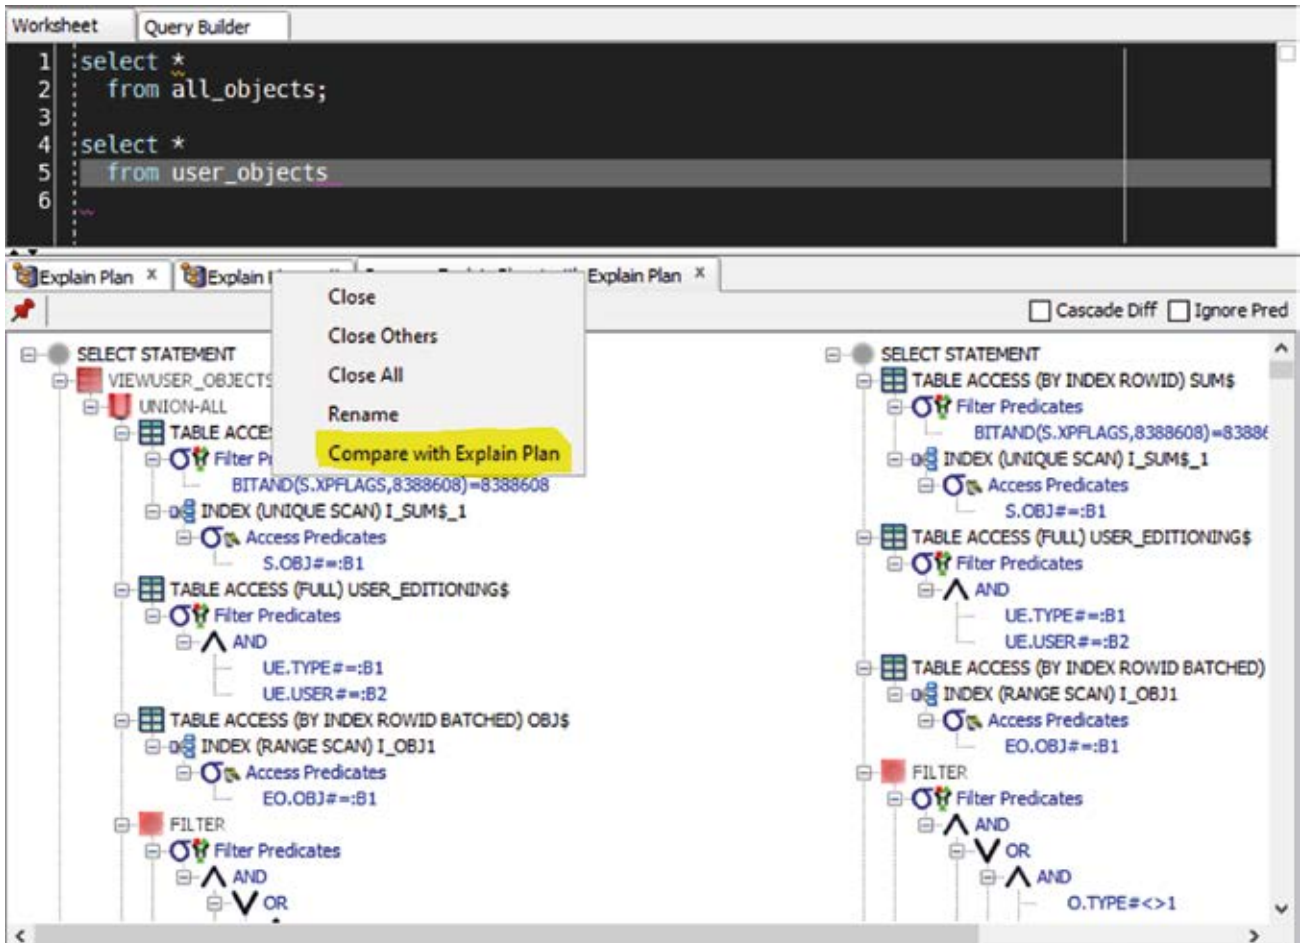 Worksheet Query Builder
1 select *
2 from all_objects;
3
4 select *
5 from user_objects
6
Explain Plan x Explain Explain Plan x
Close
Close Others
Close All
Rename
Compare with Explain Plan
Cascade Diff Ignore Pred
SELECT STATEMENT
VIEWUSER_OBJECTS
UNION-ALL
TABLE ACCE
Filter Pr
BITAND(S.XPFLAGS,8388608)=8388608
INDEX (UNIQUE SCAN) I_SUM$_1
Access Predicates
S.OBJ#=:B1
TABLE ACCESS (FULL) USER_EDITIONING$
Filter Predicates
AND
UE.TYPE#=:B1
UE.USER#=:B2
TABLE ACCESS (BY INDEX ROWID BATCHED) OBJ$
INDEX (RANGE SCAN) I_OBJ1
Access Predicates
EO.OBJ#=:B1
FILTER
Filter Predicates
AND
OR
SELECT STATEMENT
TABLE ACCESS (BY INDEX ROWID) SUM$
Filter Predicates
BITAND(S.XPFLAGS,8388608)=8388
INDEX (UNIQUE SCAN) I_SUM$_1
Access Predicates
S.OBJ#=:B1
TABLE ACCESS (FULL) USER_EDITIONING$
Filter Predicates
AND
UE.TYPE#=:B1
UE.USER#=:B2
TABLE ACCESS (BY INDEX ROWID BATCHED)
INDEX (RANGE SCAN) I_OBJ1
Access Predicates
EO.OBJ#=:B1
FILTER
Filter Predicates
AND
OR
AND
O.TYPE#<>1